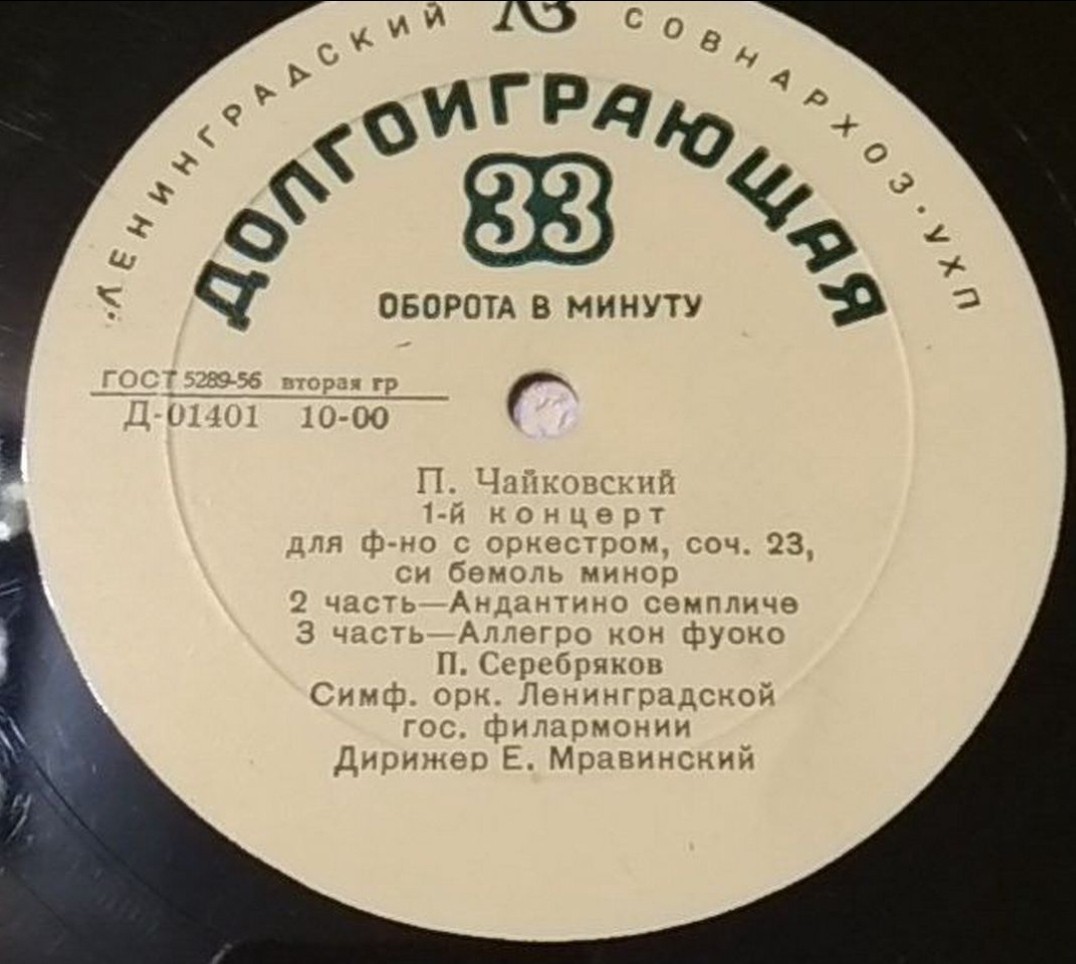 ЛЕНИНГРАДСКИЙ ЛЗ СОВНАРХОЗ · УХП
ДОЛГОИГРАЮЩАЯ
33
ОБОРОТА В МИНУТУ
ГОСТ 5289-56 вторая гр
Д-01401 10-00
П. Чайковский
1-й концерт
для ф-но с оркестром, соч. 23,
си бемоль минор
2 часть—Андантино семпличе
3 часть—Аллегро кон фуоко
П. Серебряков
Симф. орк. Ленинградской
гос. филармонии
Дирижер Е. Мравинский